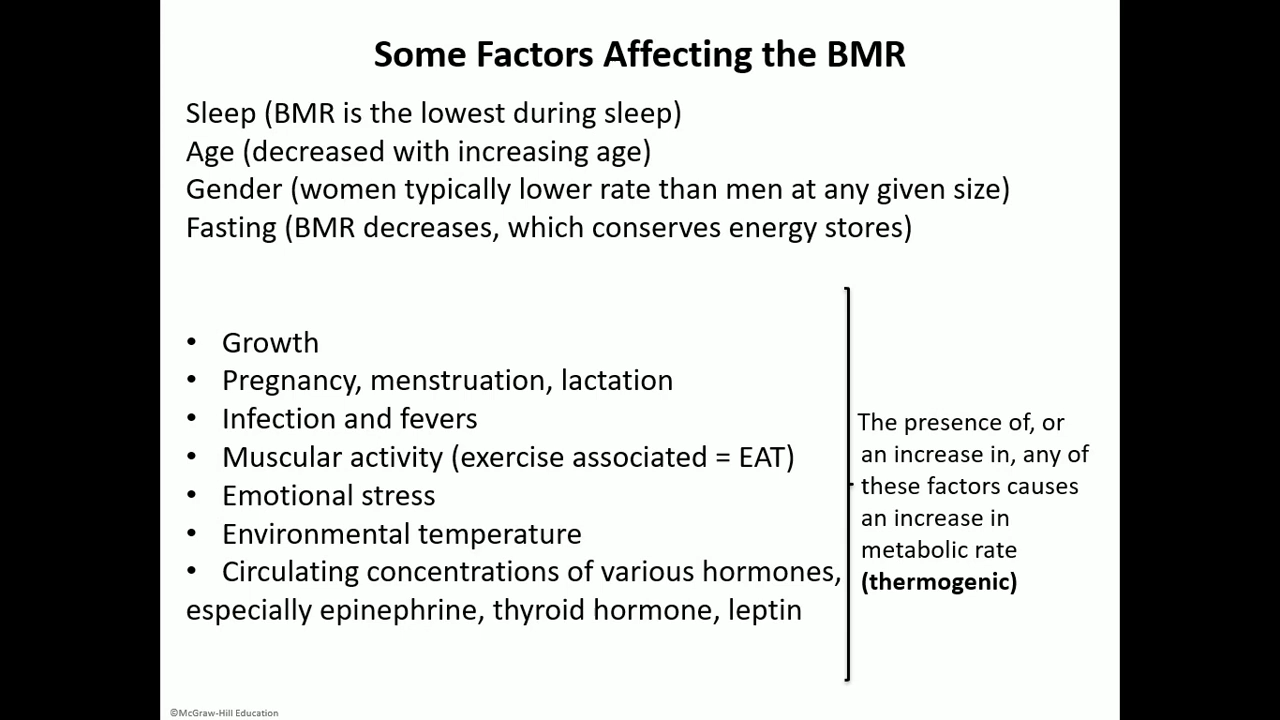 Some Factors Affecting the BMR
Sleep (BMR is the lowest during sleep)
Age (decreased with increasing age)
Gender (women typically lower rate than men at any given size)
Fasting (BMR decreases, which conserves energy stores)
• Growth
• Pregnancy, menstruation, lactation
• Infection and fevers
• Muscular activity (exercise associated = EAT)
• Emotional stress
• Environmental temperature
• Circulating concentrations of various hormones,
especially epinephrine, thyroid hormone, leptin
The presence of, or
an increase in, any of
these factors causes
an increase in
metabolic rate
(thermogenic)
©McGraw-Hill Education